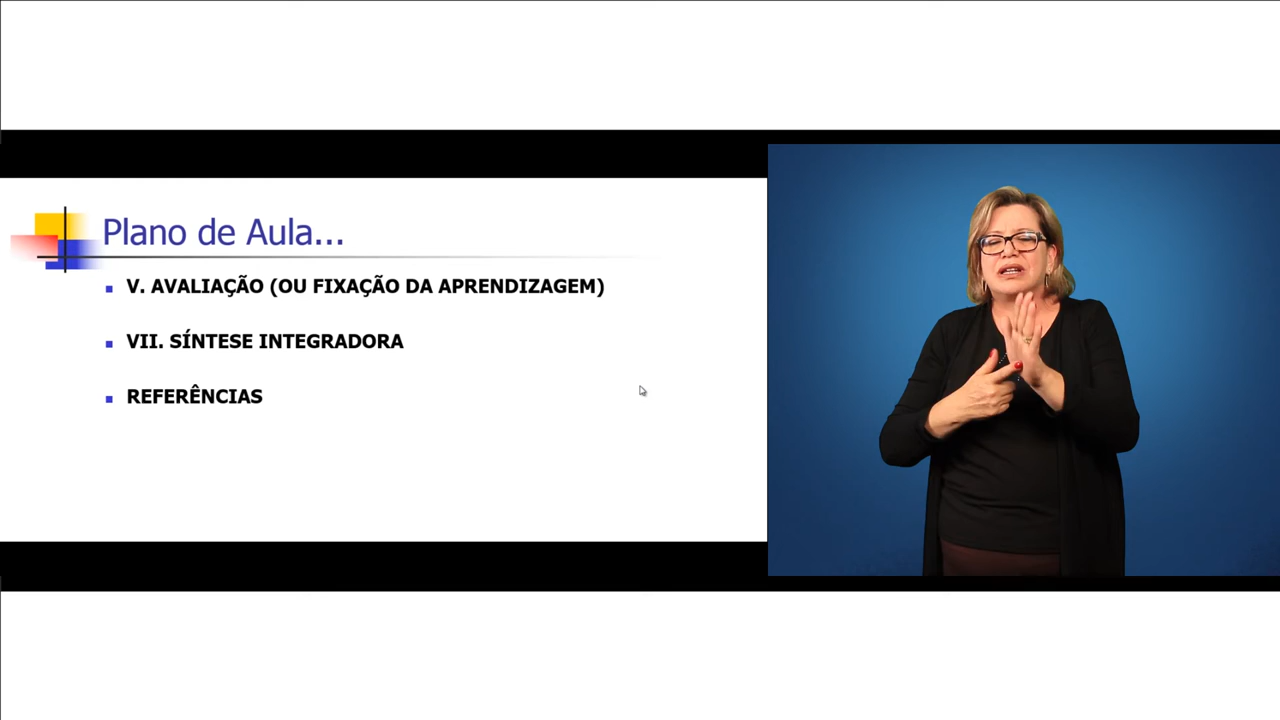 Plano de Aula...
V. AVALIAÇÃO (OU FIXAÇÃO DA APRENDIZAGEM)
VII. SÍNTESE INTEGRADORA
REFERÊNCIAS